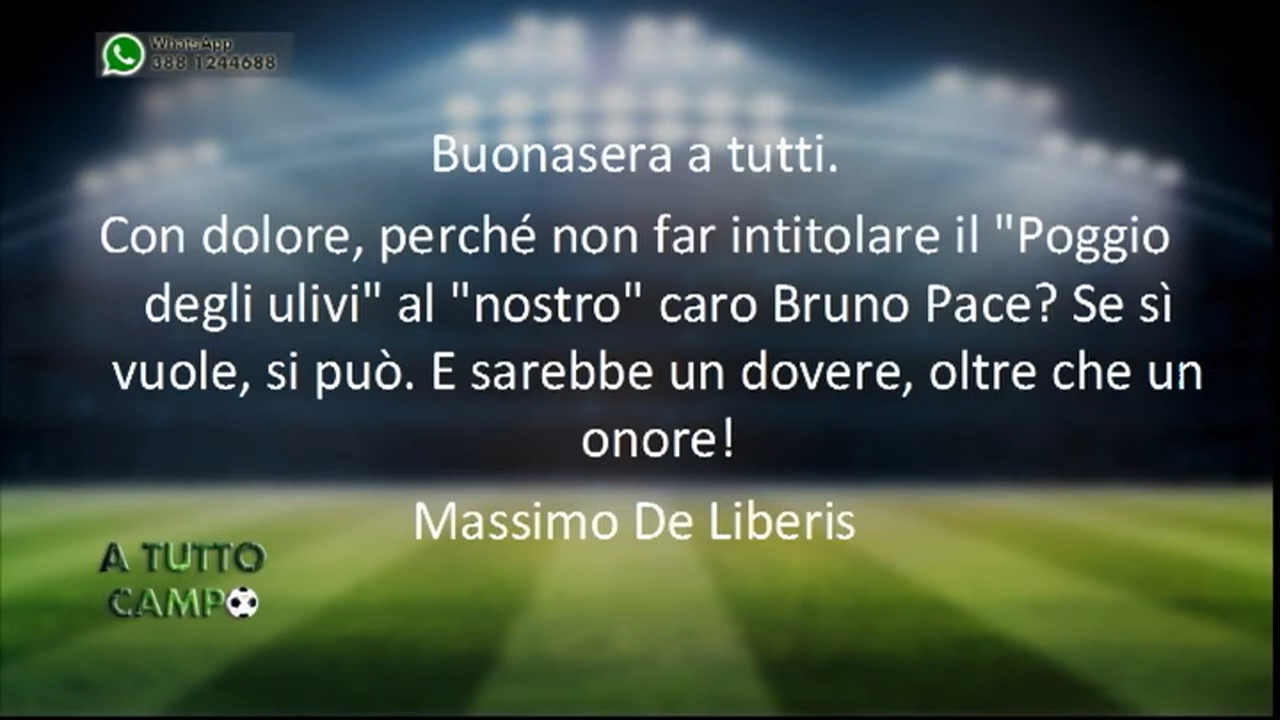 WhatsApp
388 1244688
Buonasera a tutti.
Con dolore, perché non far intitolare il "Poggio
degli ulivi" al "nostro" caro Bruno Pace? Se sì
vuole, si può. E sarebbe un dovere, oltre che un
onore!
Massimo De Liberis
A TUTTO
CAMPO